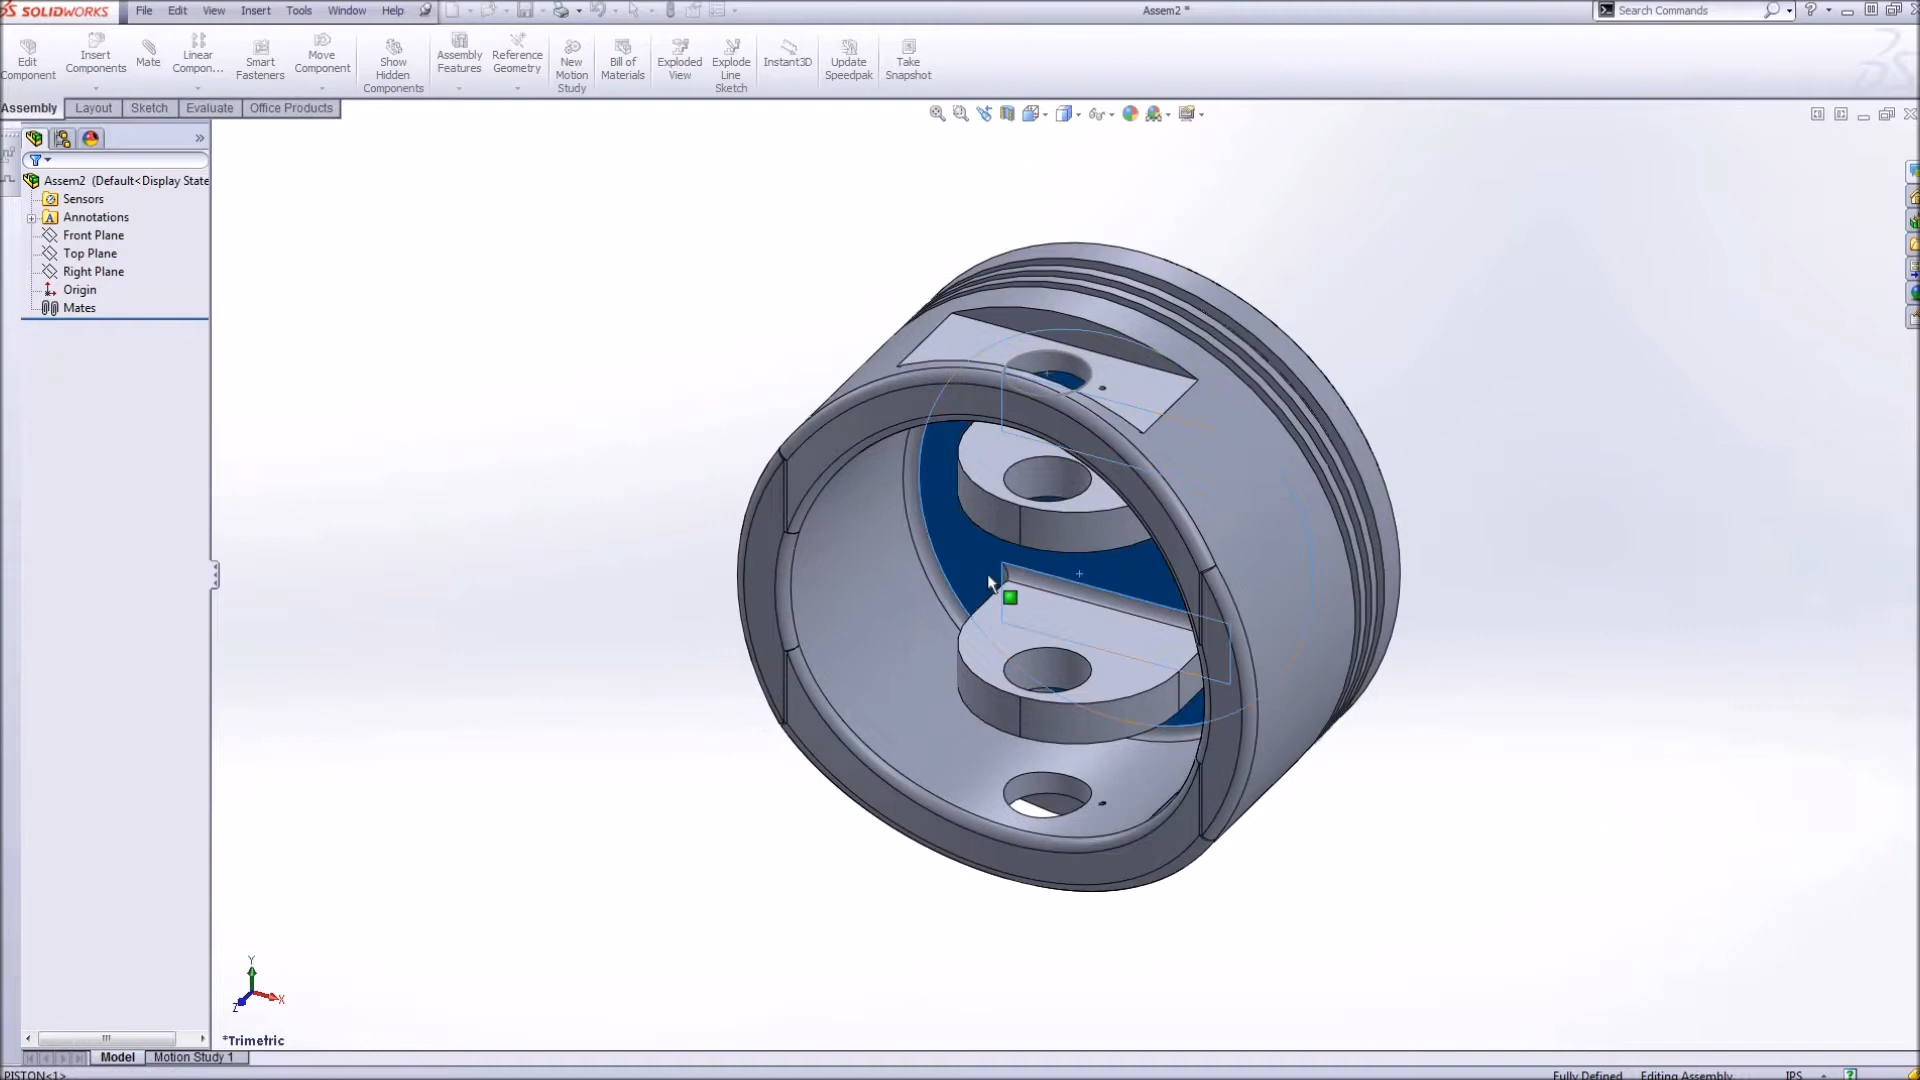 SOLIDWORKS File Edit View Insert Tools Window Help Assem2 * Search Commands
Edit Component
Insert Components
Mate
Linear Compon...
Smart Fasteners
Move Component
Show Hidden Components
Assembly Features
Reference Geometry
New Motion Study
Bill of Materials
Exploded View
Explode Line Sketch
Instant3D
Update Speedpak
Take Snapshot
Assembly Layout Sketch Evaluate Office Products
Assem2 (Default<Display State
Sensors
Annotations
Front Plane
Top Plane
Right Plane
Origin
Mates
Y
X
Z
*Trimetric
Model Motion Study 1
PISTON<1> Fully Defined Editing Assembly IPS